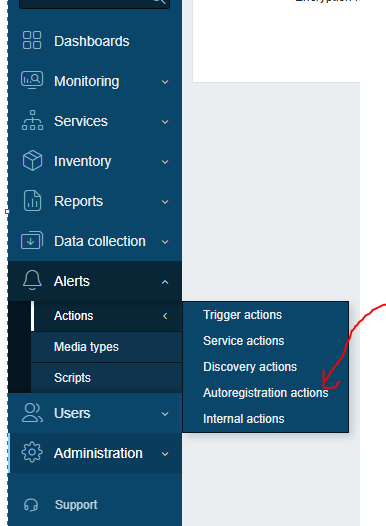 Dashboards
Monitoring
Services
Inventory
Reports
Data collection
Alerts
Actions
Trigger actions
Service actions
Discovery actions
Autoregistration actions
Internal actions
Media types
Scripts
Users
Administration
Support